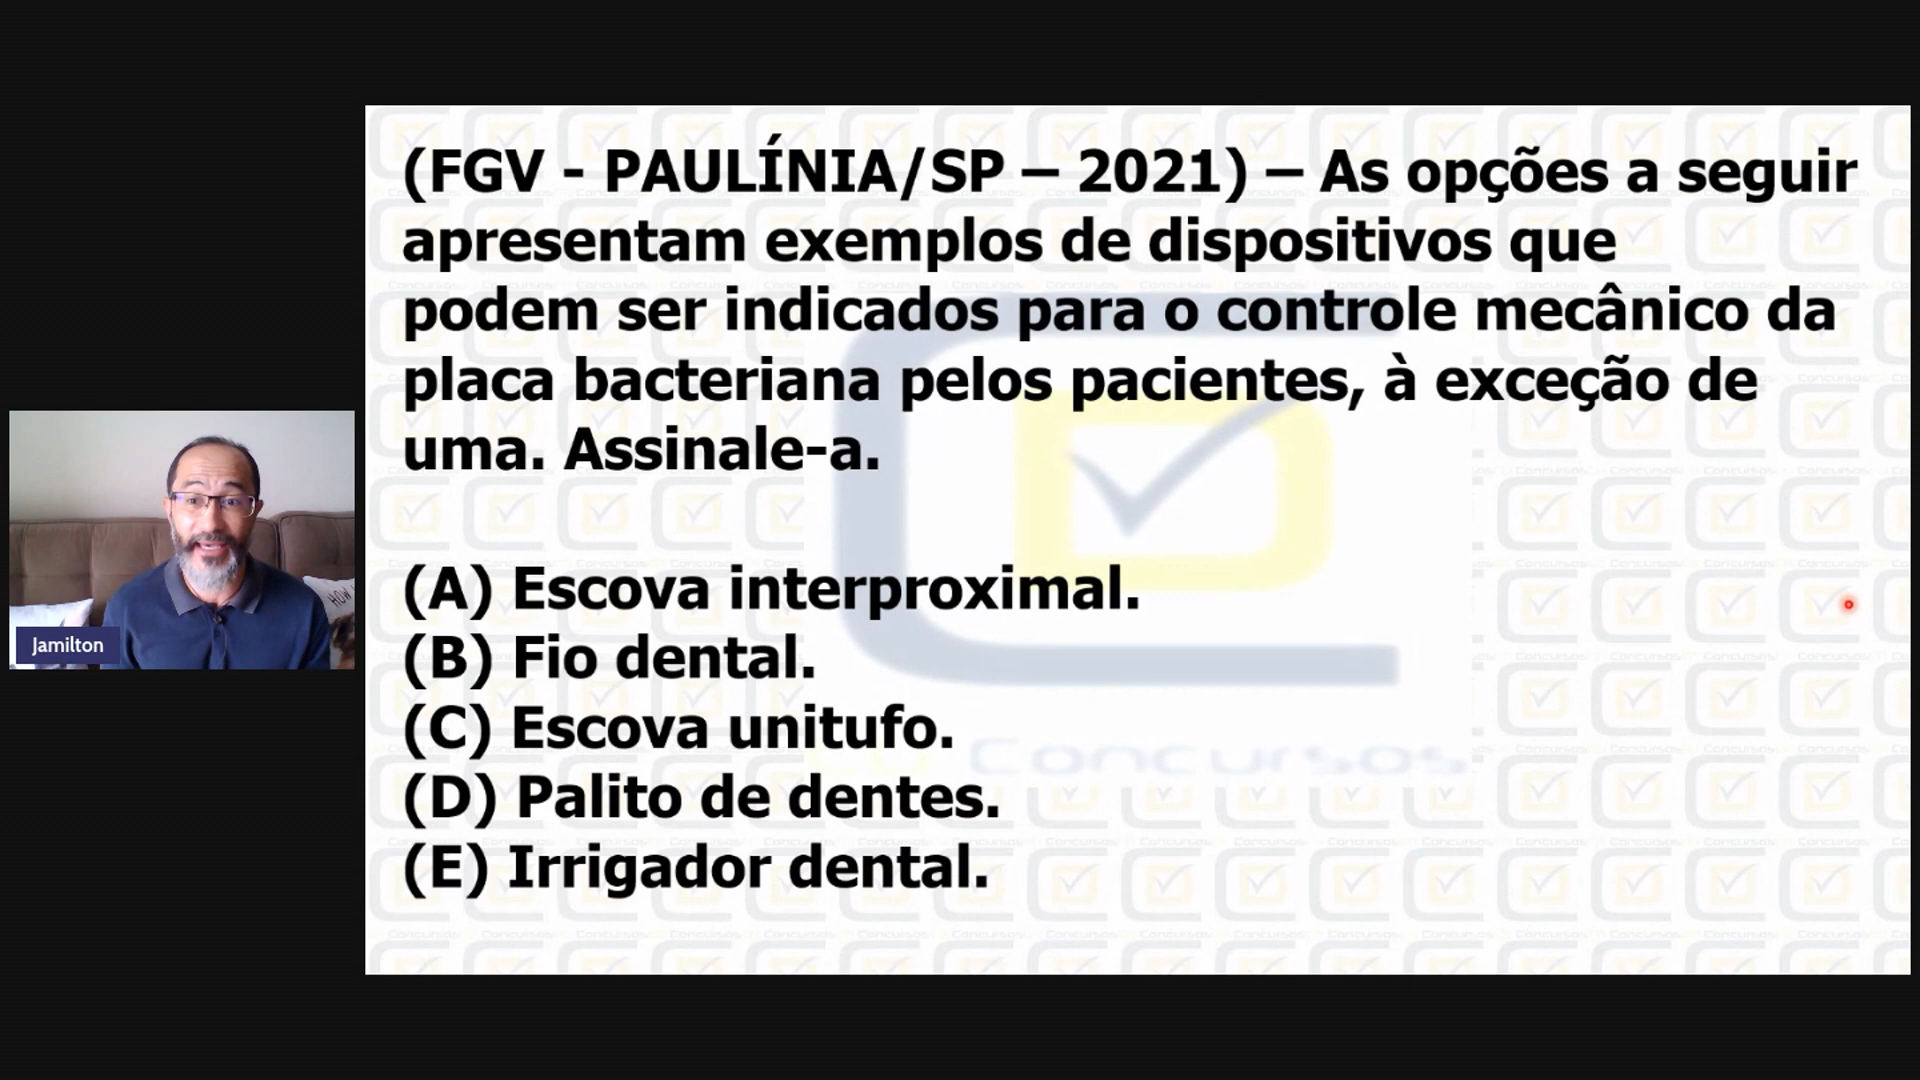 (FGV - PAULÍNIA/SP – 2021) – As opções a seguir
apresentam exemplos de dispositivos que
podem ser indicados para o controle mecânico da
placa bacteriana pelos pacientes, à exceção de
uma. Assinale-a.
(A) Escova interproximal.
(B) Fio dental.
(C) Escova unitufo.
(D) Palito de dentes.
(E) Irrigador dental.
Concursos
HOW
Jamilton